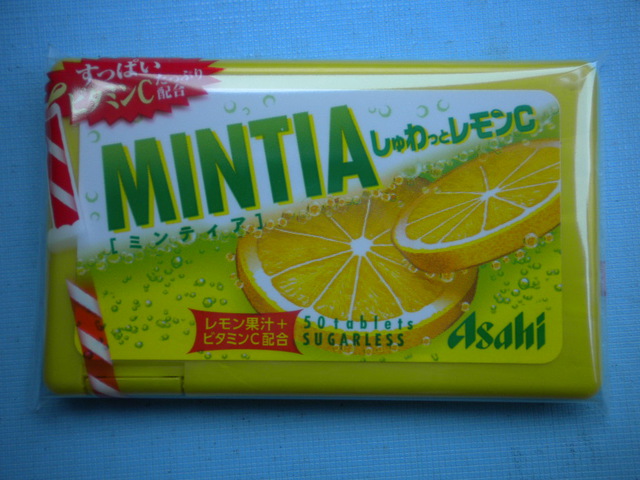 すっぱい
ビタミンCたっぷり
配合
MINTIA
しゅわっとレモンC
[ミンティア]
レモン果汁+
ビタミンC配合
50tablets
SUGARLESS
Asahi